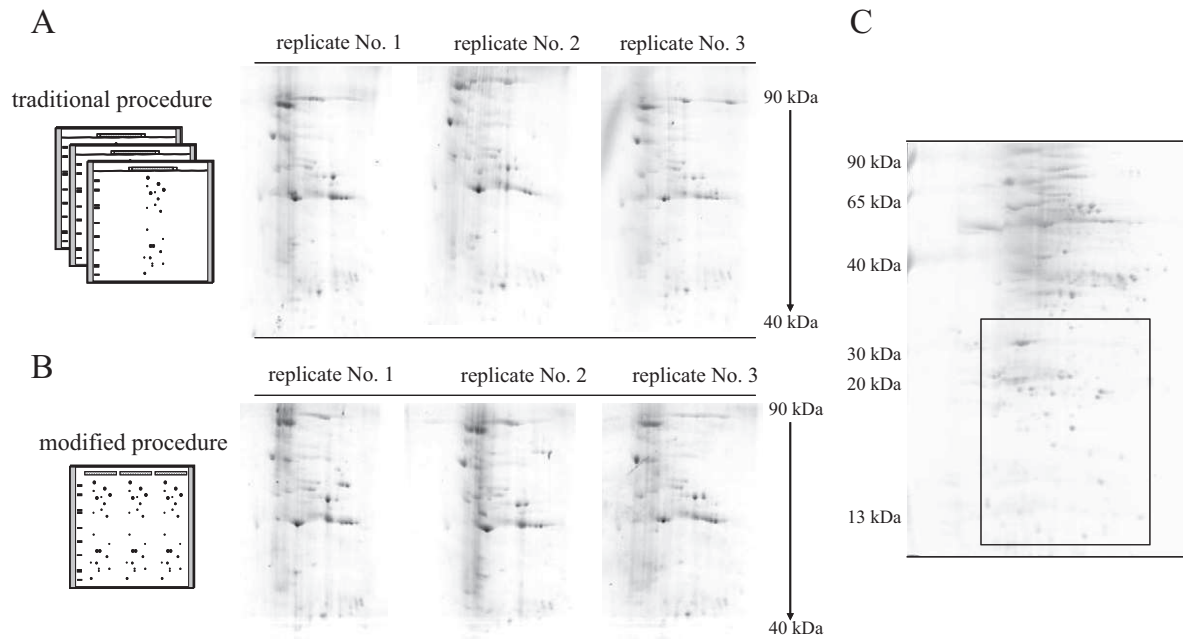 A
replicate No. 1
replicate No. 2
replicate No. 3
traditional procedure
90 kDa
40 kDa
B
replicate No. 1
replicate No. 2
replicate No. 3
modified procedure
90 kDa
40 kDa
C
90 kDa
65 kDa
40 kDa
30 kDa
20 kDa
13 kDa